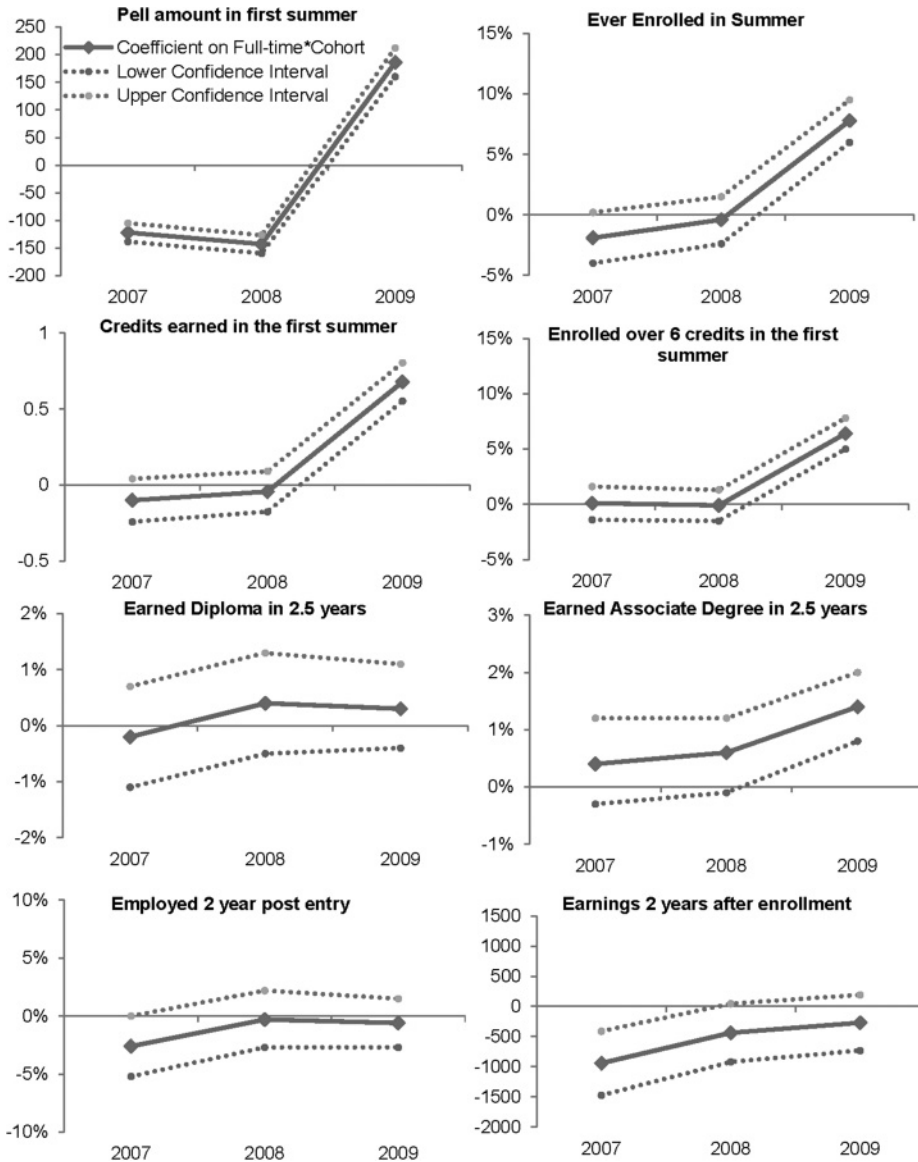 Pell amount in first summer
250
200
150
100
50
0
-50
-100
-150
-200
Coefficient on Full-time*Cohort
Lower Confidence Interval
Upper Confidence Interval
2007 2008 2009
Ever Enrolled in Summer
15%
10%
5%
0%
-5%
2007 2008 2009
Credits earned in the first summer
1
0.5
0
-0.5
2007 2008 2009
Enrolled over 6 credits in the first
summer
15%
10%
5%
0%
-5%
2007 2008 2009
Earned Diploma in 2.5 years
2%
1%
0%
-1%
-2%
2007 2008 2009
Earned Associate Degree in 2.5 years
3%
2%
1%
0%
-1%
2007 2008 2009
Employed 2 year post entry
10%
5%
0%
-5%
-10%
2007 2008 2009
Earnings 2 years after enrollment
1500
1000
500
0
-500
-1000
-1500
-2000
2007 2008 2009